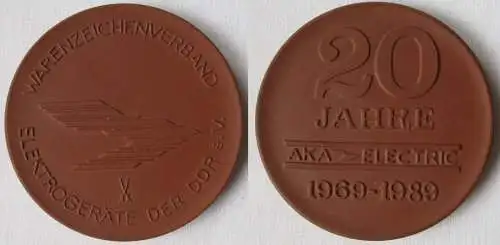 WARENZEICHENVERBAND
ELEKTROGERÄTE DER DDR e.V.
20
JAHRE
AKA ELECTRIC
1969-1989